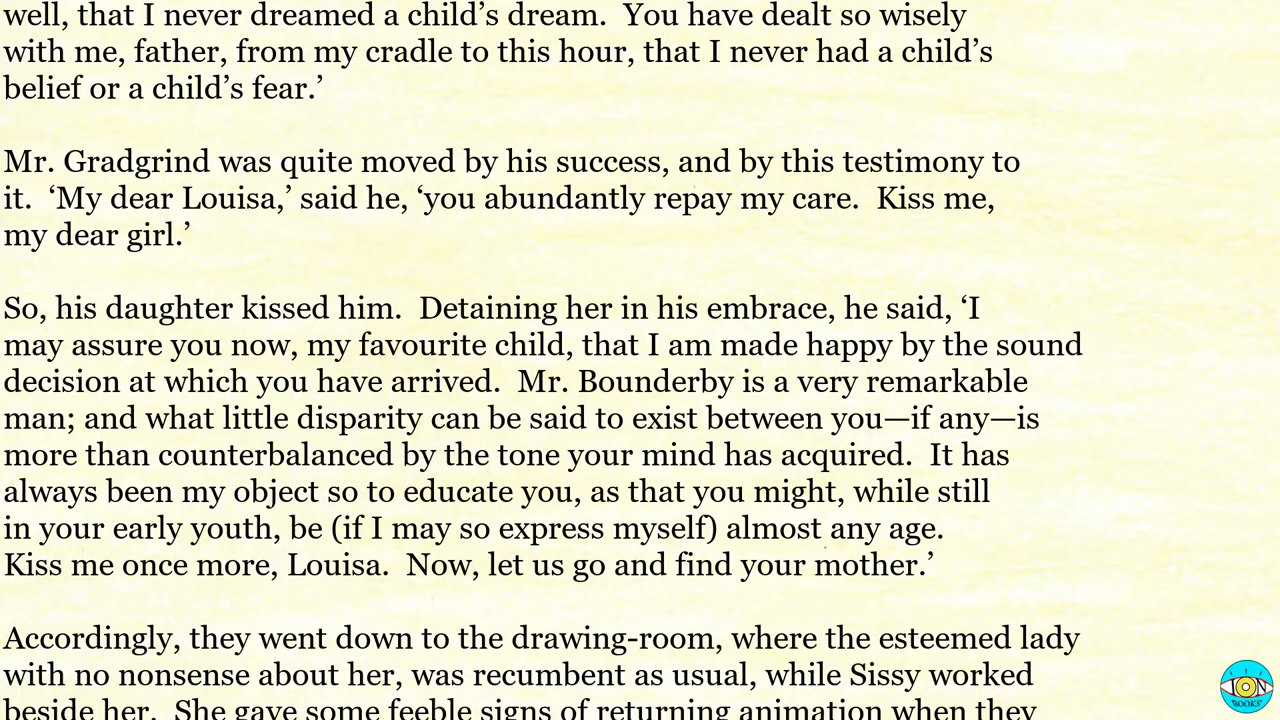 well, that I never dreamed a child’s dream.  You have dealt so wisely
with me, father, from my cradle to this hour, that I never had a child’s
belief or a child’s fear.’
Mr. Gradgrind was quite moved by his success, and by this testimony to
it.  ‘My dear Louisa,’ said he, ‘you abundantly repay my care.  Kiss me,
my dear girl.’
So, his daughter kissed him.  Detaining her in his embrace, he said, ‘I
may assure you now, my favourite child, that I am made happy by the sound
decision at which you have arrived.  Mr. Bounderby is a very remarkable
man; and what little disparity can be said to exist between you—if any—is
more than counterbalanced by the tone your mind has acquired.  It has
always been my object so to educate you, as that you might, while still
in your early youth, be (if I may so express myself) almost any age.
Kiss me once more, Louisa.  Now, let us go and find your mother.’
Accordingly, they went down to the drawing-room, where the esteemed lady
with no nonsense about her, was recumbent as usual, while Sissy worked
beside her.  She gave some feeble signs of returning animation when they
ION
BOOKS